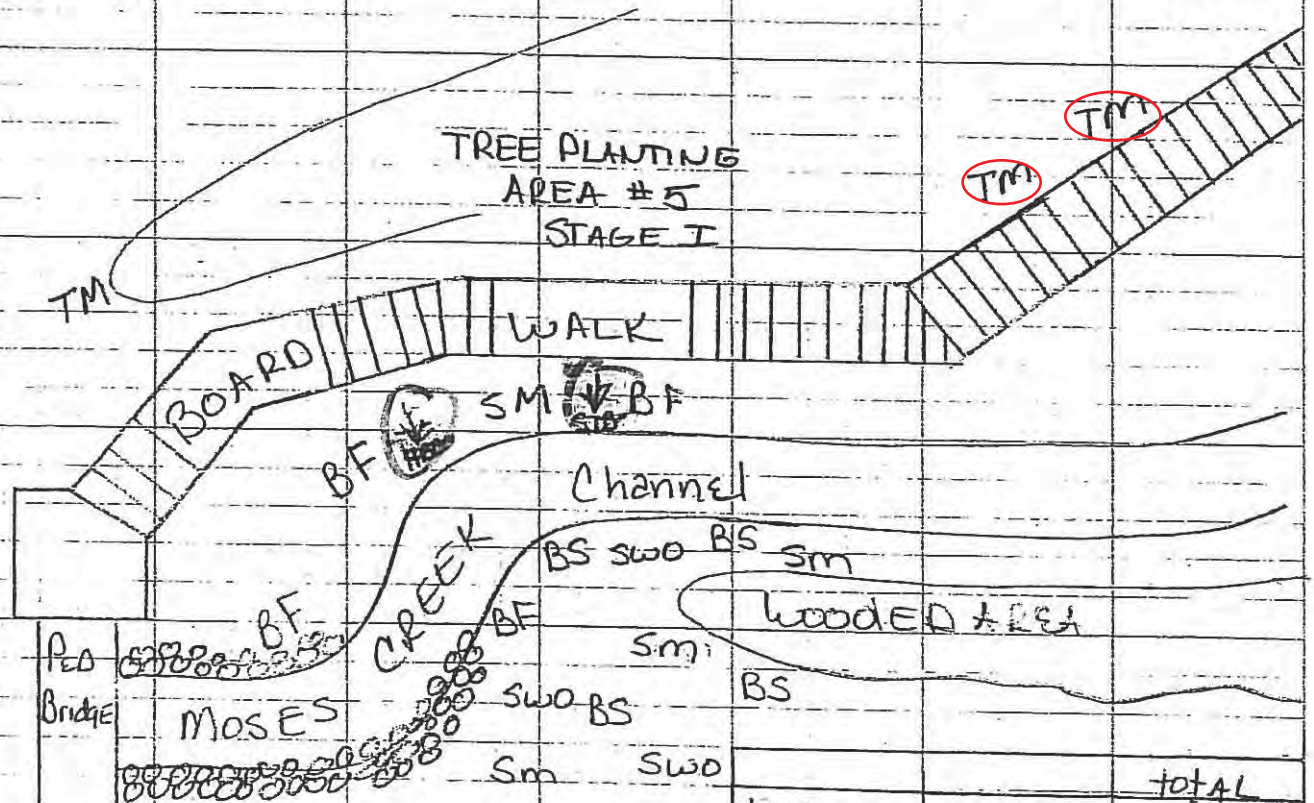 TM
TM
TREE PLANTING
AREA # 5
STAGE I
TM
BOARD WALK
SM BF
BF
Channel
BS SWO BS Sm
CREEK
BF
BF
WOODED AREA
Sm
PED
Bridge
BS
SWO BS
MOSES
Sm SWO
TOTAL